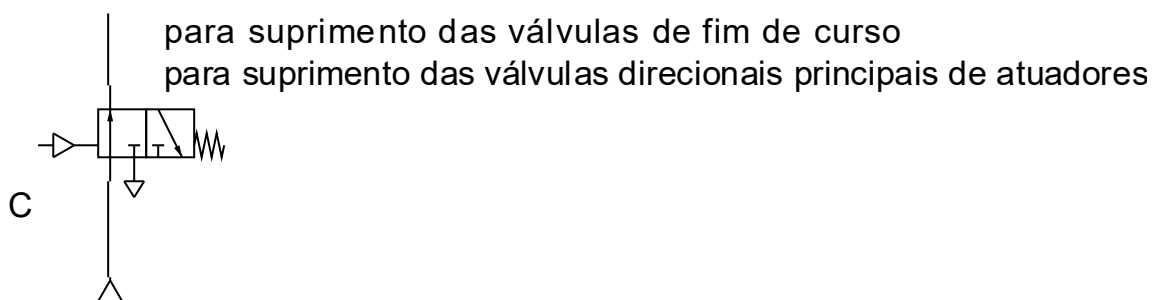 para suprimento das válvulas de fim de curso
para suprimento das válvulas direcionais principais de atuadores
C